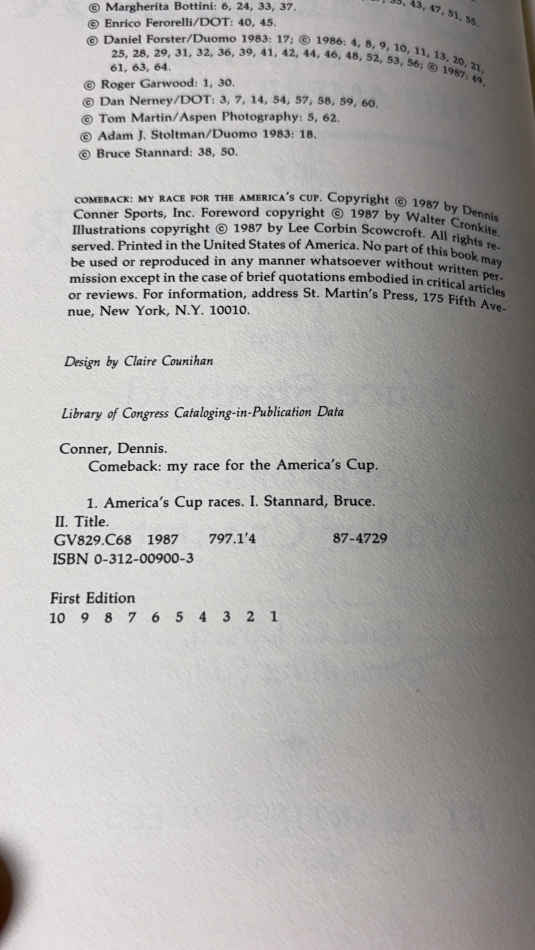 © Margherita Bottini: 6, 24, 33, 37.
43, 47, 51, 55.
© Enrico Ferorelli/DOT: 40, 45.
© Daniel Forster/Duomo 1983: 17; © 1986: 4, 8, 9, 10, 11, 13, 20, 21,
25, 28, 29, 31, 32, 36, 39, 41, 42, 44, 46, 48, 52, 53, 56; © 1987: 49,
61, 63, 64.
© Roger Garwood: 1, 30.
© Dan Nerney/DOT: 3, 7, 14, 54, 57, 58, 59, 60.
© Tom Martin/Aspen Photography: 5, 62.
© Adam J. Stoltman/Duomo 1983: 18.
© Bruce Stannard: 38, 50.
COMEBACK: MY RACE FOR THE AMERICA'S CUP. Copyright © 1987 by Dennis
Conner Sports, Inc. Foreword copyright © 1987 by Walter Cronkite.
Illustrations copyright © 1987 by Lee Corbin Scowcroft. All rights re-
served. Printed in the United States of America. No part of this book may
be used or reproduced in any manner whatsoever without written per-
mission except in the case of brief quotations embodied in critical articles
or reviews. For information, address St. Martin's Press, 175 Fifth Ave-
nue, New York, N.Y. 10010.
Design by Claire Counihan
Library of Congress Cataloging-in-Publication Data
Conner, Dennis.
Comeback: my race for the America's Cup.
1. America's Cup races. I. Stannard, Bruce.
II. Title.
GV829.C68 1987 797.1'4 87-4729
ISBN 0-312-00900-3
First Edition
10 9 8 7 6 5 4 3 2 1